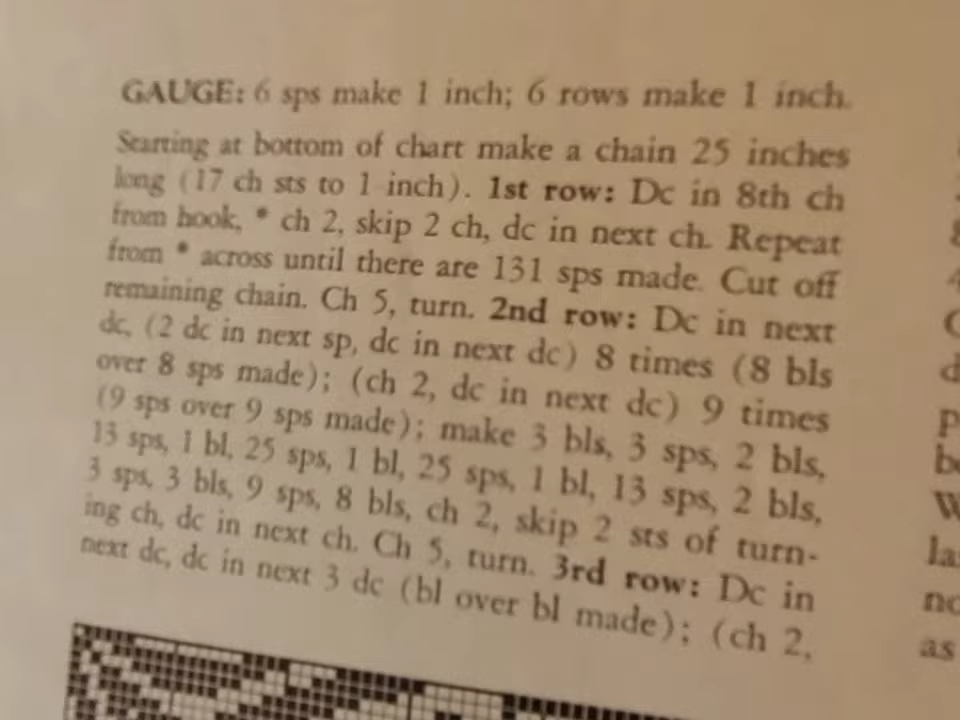 GAUGE: 6 sps make 1 inch; 6 rows make 1 inch.
Starting at bottom of chart make a chain 25 inches
long (17 ch sts to 1 inch). 1st row: Dc in 8th ch
from hook, * ch 2, skip 2 ch, dc in next ch. Repeat
from * across until there are 131 sps made. Cut off
remaining chain. Ch 5, turn. 2nd row: Dc in next
dc, (2 dc in next sp, dc in next dc) 8 times (8 bls
over 8 sps made); (ch 2, dc in next dc) 9 times
(9 sps over 9 sps made); make 3 bls, 3 sps, 2 bls,
13 sps, 1 bl, 25 sps, 1 bl, 25 sps, 1 bl, 13 sps, 2 bls,
3 sps, 3 bls, 9 sps, 8 bls, ch 2, skip 2 sts of turn-
ing ch, dc in next ch. Ch 5, turn. 3rd row: Dc in
next dc, dc in next 3 dc (bl over bl made); (ch 2,
la
no
as